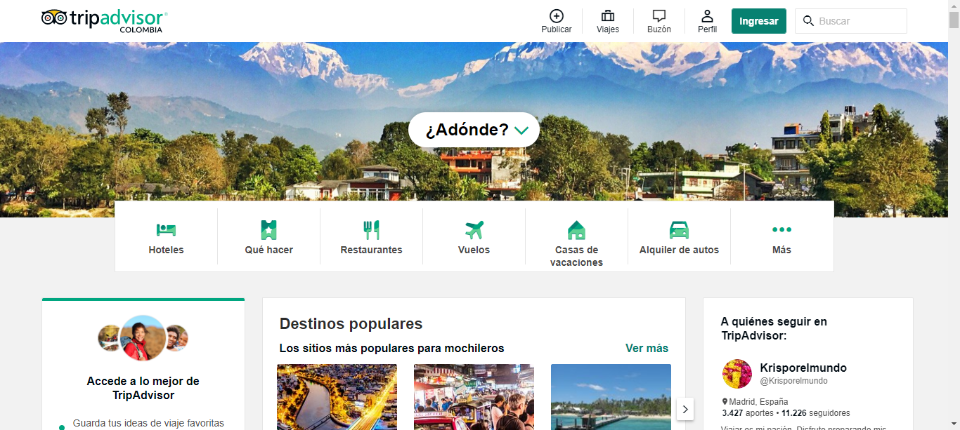 tripadvisor
COLOMBIA
Publicar
Viajes
Buzón
Perfil
Ingresar
Buscar
¿Adónde?
Hoteles
Qué hacer
Restaurantes
Vuelos
Casas de
vacaciones
Alquiler de autos
Más
Accede a lo mejor de
TripAdvisor
Guarda tus ideas de viaje favoritas
Destinos populares
Los sitios más populares para mochileros
Ver más
A quiénes seguir en
TripAdvisor:
Krisporelmundo
@Krisporelmundo
Madrid, España
3.427 aportes • 11.226 seguidores
Viajar es mi pasión. Disfruto preparando mis